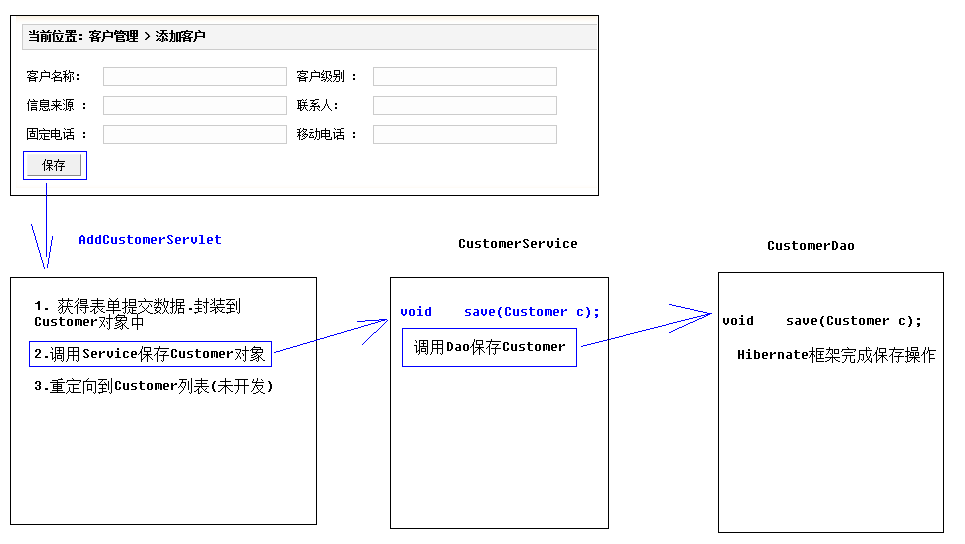 当前位置：客户管理 > 添加客户
客户名称： 客户级别 ：
信息来源 ： 联系人：
固定电话 ： 移动电话 ：
保存
AddCustomerServlet
1. 获得表单提交数据.封装到
Customer对象中
2.调用Service保存Customer对象
3.重定向到Customer列表(未开发)
CustomerService
void save(Customer c);
调用Dao保存Customer
CustomerDao
void save(Customer c);
Hibernate框架完成保存操作